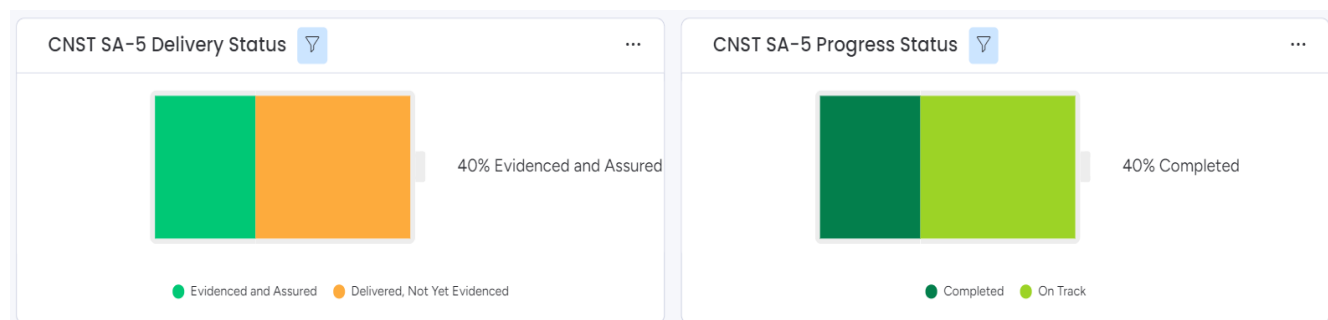 CNST SA-5 Delivery Status
...
40% Evidenced and Assured
Evidenced and Assured
Delivered, Not Yet Evidenced
CNST SA-5 Progress Status
...
40% Completed
Completed
On Track